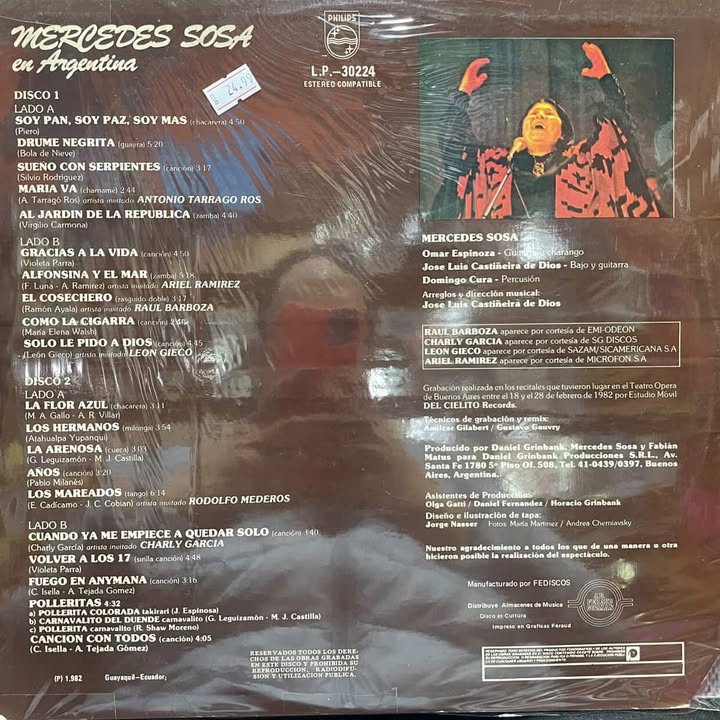 MERCEDES SOSA
en Argentina
PHILIPS
L.P.-30224
ESTEREO COMPATIBLE
24.99
DISCO 1
LADO A
SOY PAN, SOY PAZ, SOY MAS (chacarera) 4:50
(Piero)
DRUME NEGRITA (guajira) 5:20
(Bola de Nieve)
SUEÑO CON SERPIENTES (canción) 3:17
(Silvio Rodríguez)
MARIA VA (chamamé) 2:44
(A. Tarragó Ros) artista invitado ANTONIO TARRAGO ROS
AL JARDIN DE LA REPUBLICA (zamba) 4:40
(Virgilio Carmona)
LADO B
GRACIAS A LA VIDA (canción) 4:50
(Violeta Parra)
ALFONSINA Y EL MAR (zamba) 5:18
(F. Luna - A. Ramirez) artista invitado ARIEL RAMIREZ
EL COSECHERO (rasguido doble) 3:17
(Ramón Ayala) artista invitado RAUL BARBOZA
COMO LA CIGARRA (canción) 2:46
(Maria Elena Walsh)
SOLO LE PIDO A DIOS (canción) 4:45
(León Gieco) artista invitado LEON GIECO
DISCO 2
LADO A
LA FLOR AZUL (chacarera) 3:11
(M. A. Gallo - A. R. Villar)
LOS HERMANOS (milonga) 3:54
(Atahualpa Yupanqui)
LA ARENOSA (cueca) 3:03
(G. Leguizamón - M. J. Castilla)
AÑOS (canción) 3:20
(Pablo Milanés)
LOS MAREADOS (tango) 6:14
(E. Cadícamo - J. C. Cobian) artista invitado RODOLFO MEDEROS
LADO B
CUANDO YA ME EMPIECE A QUEDAR SOLO (canción) 4:40
(Charly García) artista invitado CHARLY GARCIA
VOLVER A LOS 17 (sirilla canción) 4:48
(Violeta Parra)
FUEGO EN ANYMANA (canción) 3:16
(C. Isella - A. Tejada Gomez)
POLLERITAS 4:32
a) POLLERITA COLORADA takirari (J. Espinosa)
b) CARNAVALITO DEL DUENDE carnavalito (G. Leguizamón - M. J. Castilla
c) POLLERITA carnavalito (R. Shaw Moreno)
CANCION CON TODOS (canción) 4:05
(C. Isella - A. Tejada Gómez)
(P) 1.982 Guayaquil-Ecuador;
RESERVADOS TODO LOS DERECHOS
DE LAS OBRAS GRABADAS
EN ESTE DISCO Y PROHIBIDA SU
REPRODUCCION, RADIODIFUSION
Y UTILIZACION PUBLICA.
MERCEDES SOSA
Omar Espinoza - Guitarra y charango
Jose Luis Castiñeira de Dios - Bajo y guitarra
Domingo Cura - Percusión
Arreglos y dirección musical:
Jose Luis Castiñeira de Dios
RAUL BARBOZA aparece por cortesía de EMI-ODEON
CHARLY GARCIA aparece por cortesía de SG DISCOS
LEON GIECO aparece por cortesía de SAZAM/SICAMERICANA S.A
ARIEL RAMIREZ aparece por cortesía de MICROFON S.A
Grabación realizada en los recitales que tuvieron lugar en el Teatro Opera
de Buenos Aires entre el 18 y el 28 de febrero de 1982 por Estudio Móvil
DEL CIELITO Records.
Técnicos de grabación y remix:
Amilcar Gilabert / Gustavo Gauvry
Producido por Daniel Grinbank, Mercedes Sosa y Fabián
Matus para Daniel Grinbank Producciones S.R.L., Av.
Santa Fe 1780 5º Piso Of. 508, Tel. 41-0439/0397, Buenos
Aires, Argentina.
Asistentes de Producción:
Olga Gatti / Daniel Fernandez / Horacio Grinbank
Diseño e ilustración de tapa:
Jorge Nasser Fotos: María Martínez / Andrea Cherniavsky
Nuestro agradecimiento a todos los que de una manera u otra
hicieron posible la realización del espectáculo.
Manufacturado por FEDISCOS
Distribuye Almacenes de Musica
Disco es Cultura
Impreso en Graficas Feraud